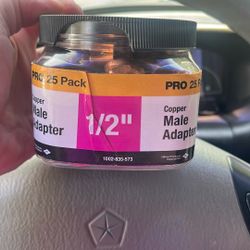 PRO 25 Pack
Copper
Male
Adapter
1/2"
1002-835-573
PRO 25 P
Copper
Male
Adapter